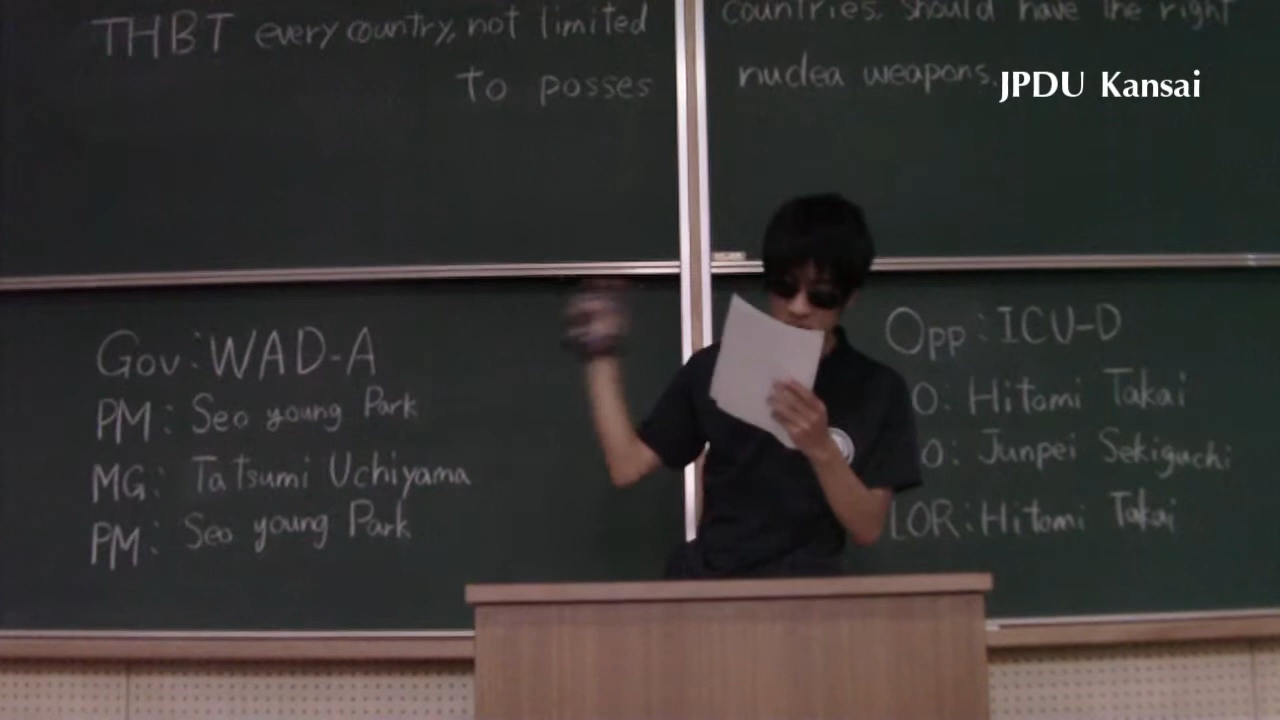 THBT every country, not limited
to posses
countries, should have the right
nuclea weapons.
JPDU Kansai
Gov: WAD-A
PM: Seo young Park
MG: Tatsumi Uchiyama
PM: Seo young Park
Opp: ICU-D
O: Hitomi Takai
O: Junpei Sekiguchi
LOR: Hitomi Takai